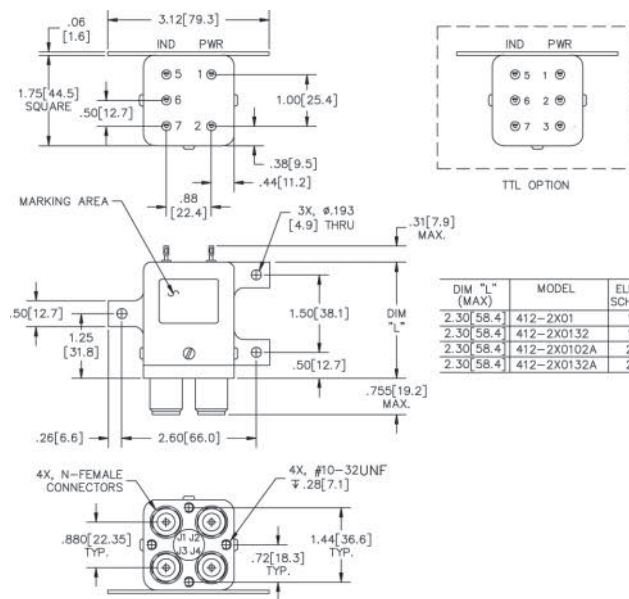 3.12[79.3]
.06
[1.6]
IND PWR
5 1
6
7 2
1.75[44.5]
SQUARE
.50[12.7]
1.00[25.4]
.38[9.5]
.44[11.2]
.88
[22.4]
IND PWR
5 1
6 2
7 3
TTL OPTION
MARKING AREA
3X, ø.193
[4.9] THRU
.31[7.9]
MAX.
.50[12.7]
1.25
[31.8]
1.50[38.1]
DIM
"L"
.50[12.7]
.755[19.2]
MAX.
.26[6.6]
2.60[66.0]
DIM "L"
(MAX) MODEL
2.30[58.4] 412-2X01
2.30[58.4] 412-2X0132
2.30[58.4] 412-2X0102A 2
2.30[58.4] 412-2X0132A 2
4X, N-FEMALE
CONNECTORS
4X, #10-32UNF
↧.28[7.1]
J1 J2
J3 J4
.880[22.35]
TYP.
.72[18.3]
TYP.
1.44[36.6]
TYP.